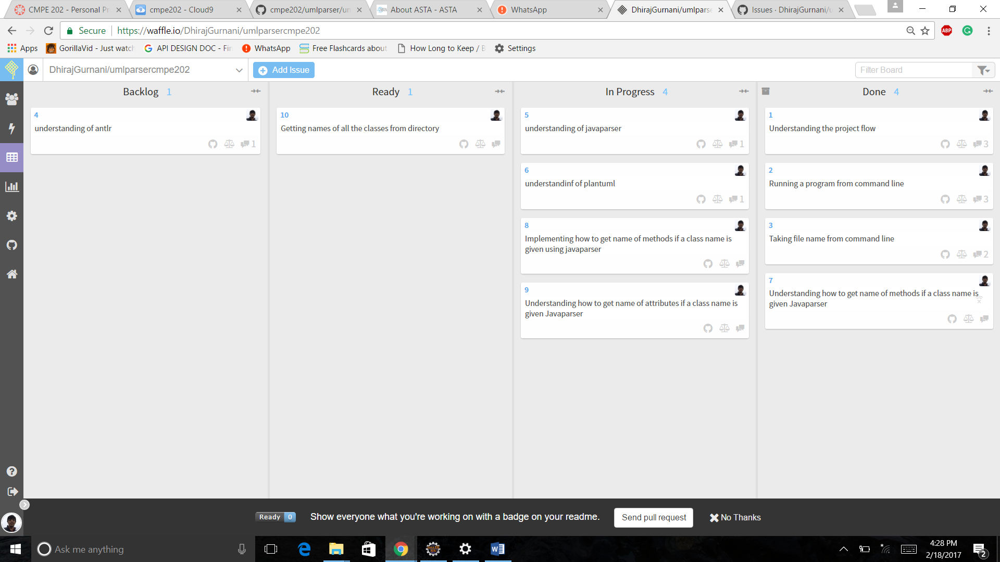 CMPE 202 - Personal Pr
cmpe202 - Cloud9
cmpe202/umlparser/un
About ASTA - ASTA
WhatsApp
DhirajGurnani/umlparse
Issues · DhirajGurnani/u
Secure
https://waffle.io/DhirajGurnani/umlparsercmpe202
ABP
Apps
GorillaVid - Just watch
API DESIGN DOC - Fin
WhatsApp
Free Flashcards about
How Long to Keep / B
Settings
DhirajGurnani/umlparsercmpe202
Add Issue
Filter Board
Backlog 1
4
understanding of antlr
1
Ready 1
10
Getting names of all the classes from directory
In Progress 4
5
understanding of javaparser
1
6
understandinf of plantuml
1
8
Implementing how to get name of methods if a class name is
given using javaparser
9
Understanding how to get name of attributes if a class name is
given Javaparser
Done 4
1
Understanding the project flow
3
2
Running a program from command line
3
3
Taking file name from command line
2
7
Understanding how to get name of methods if a class name is
given Javaparser
Ready 0
Show everyone what you're working on with a badge on your readme.
Send pull request
No Thanks
Ask me anything
4:28 PM
2/18/2017
2